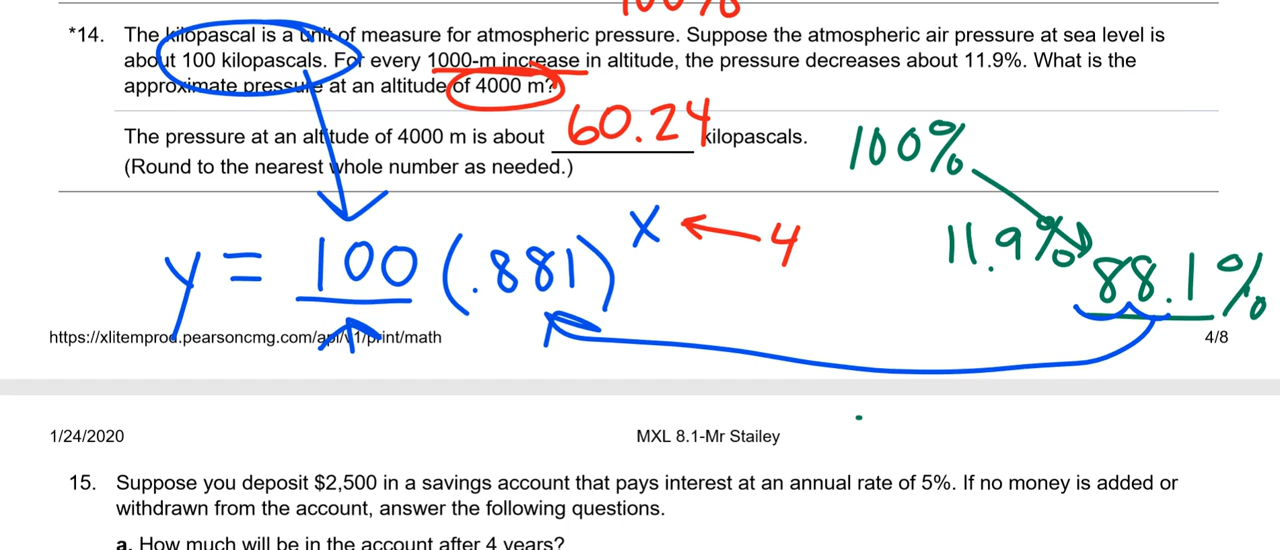 100%
*14. The kilopascal is a unit of measure for atmospheric pressure. Suppose the atmospheric air pressure at sea level is
about 100 kilopascals. For every 1000-m increase in altitude, the pressure decreases about 11.9%. What is the
approximate pressure at an altitude of 4000 m?
The pressure at an altitude of 4000 m is about 60.24 kilopascals.
(Round to the nearest whole number as needed.)
100%
11.9%
88.1%
y = 100 (.881)^x ← 4
https://xlitemprod.pearsoncmg.com/api/v1/print/math
4/8
1/24/2020
MXL 8.1-Mr Stailey
15. Suppose you deposit $2,500 in a savings account that pays interest at an annual rate of 5%. If no money is added or
withdrawn from the account, answer the following questions.
a. How much will be in the account after 4 years?